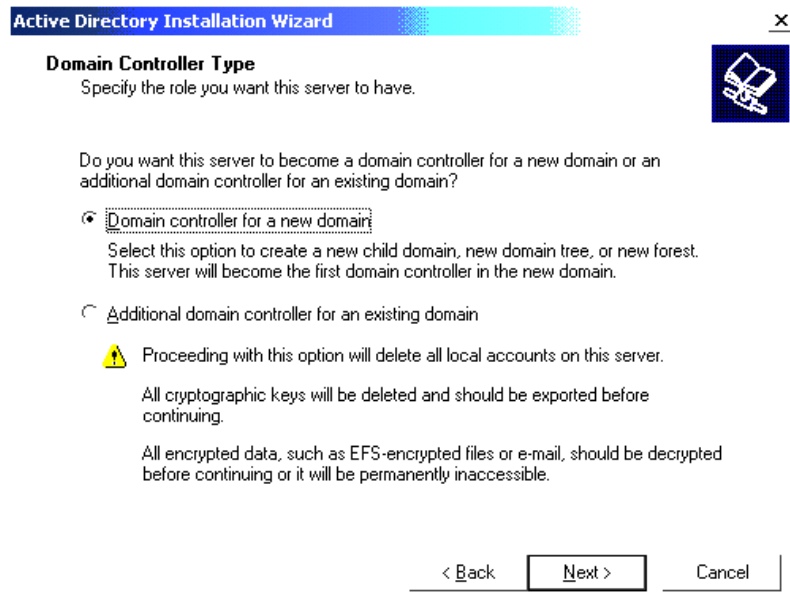 Active Directory Installation Wizard
Domain Controller Type
Specify the role you want this server to have.
Do you want this server to become a domain controller for a new domain or an
additional domain controller for an existing domain?
Domain controller for a new domain
Select this option to create a new child domain, new domain tree, or new forest.
This server will become the first domain controller in the new domain.
Additional domain controller for an existing domain
Proceeding with this option will delete all local accounts on this server.
All cryptographic keys will be deleted and should be exported before
continuing.
All encrypted data, such as EFS-encrypted files or e-mail, should be decrypted
before continuing or it will be permanently inaccessible.
< Back Next > Cancel